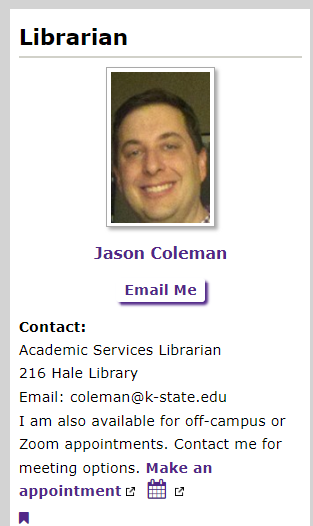 Librarian
Jason Coleman
Email Me
Contact:
Academic Services Librarian
216 Hale Library
Email: coleman@k-state.edu
I am also available for off-campus or
Zoom appointments. Contact me for
meeting options. Make an
appointment